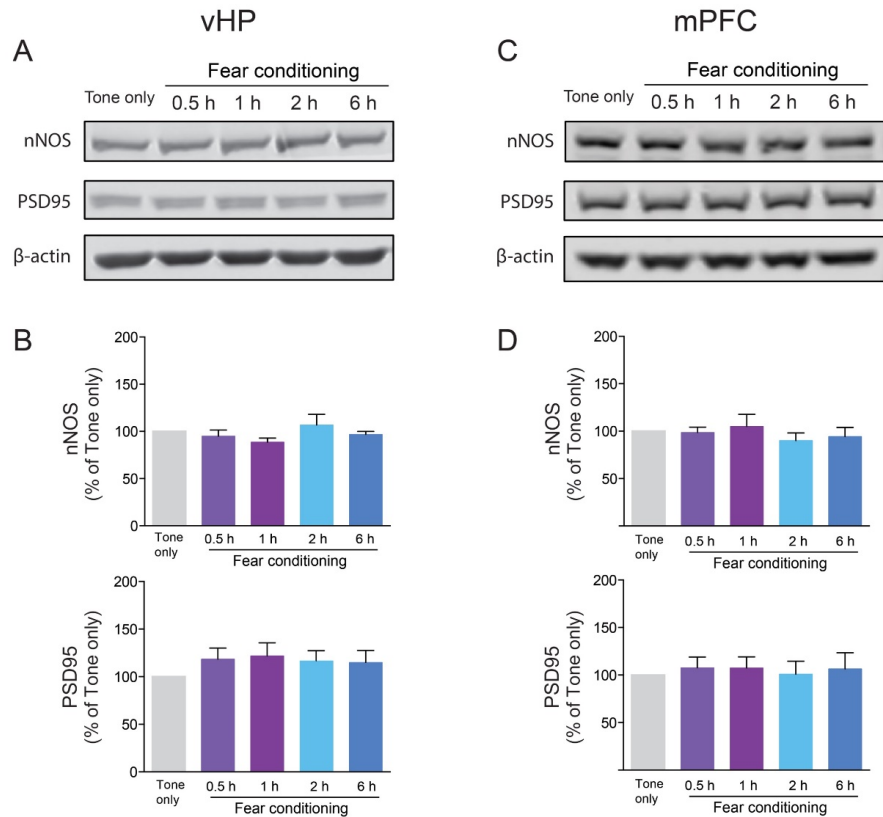 vHP
A
Fear conditioning
Tone only 0.5 h 1 h 2 h 6 h
nNOS
PSD95
β-actin
B
200
150
100
50
0
nNOS
(% of Tone only)
Tone
only
0.5 h 1 h 2 h 6 h
Fear conditioning
200
150
100
50
0
PSD95
(% of Tone only)
Tone
only
0.5 h 1 h 2 h 6 h
Fear conditioning
mPFC
C
Fear conditioning
Tone only 0.5 h 1 h 2 h 6 h
nNOS
PSD95
β-actin
D
200
150
100
50
nNOS
(% of Tone only)
Tone
only
0.5 h 1 h 2 h 6 h
Fear conditioning
200
150
100
50
PSD95
(% of Tone only)
Tone
only
0.5 h 1 h 2 h 6 h
Fear conditioning